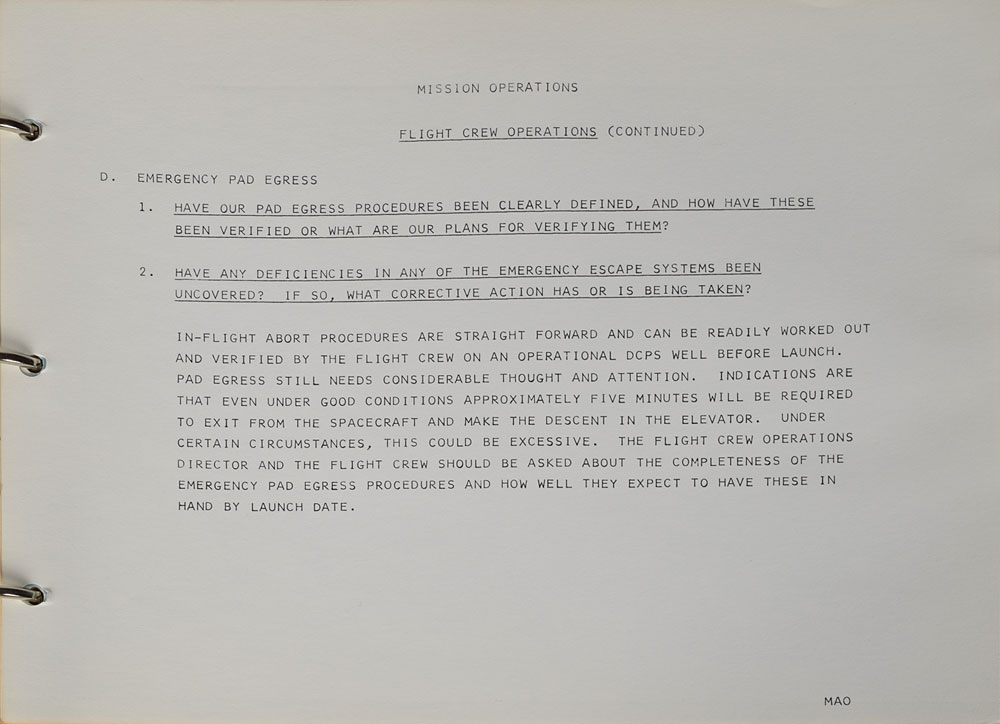 MISSION OPERATIONS
FLIGHT CREW OPERATIONS (CONTINUED)
D. EMERGENCY PAD EGRESS
1. HAVE OUR PAD EGRESS PROCEDURES BEEN CLEARLY DEFINED, AND HOW HAVE THESE
BEEN VERIFIED OR WHAT ARE OUR PLANS FOR VERIFYING THEM?
2. HAVE ANY DEFICIENCIES IN ANY OF THE EMERGENCY ESCAPE SYSTEMS BEEN
UNCOVERED? IF SO, WHAT CORRECTIVE ACTION HAS OR IS BEING TAKEN?
IN-FLIGHT ABORT PROCEDURES ARE STRAIGHT FORWARD AND CAN BE READILY WORKED OUT
AND VERIFIED BY THE FLIGHT CREW ON AN OPERATIONAL DCPS WELL BEFORE LAUNCH.
PAD EGRESS STILL NEEDS CONSIDERABLE THOUGHT AND ATTENTION. INDICATIONS ARE
THAT EVEN UNDER GOOD CONDITIONS APPROXIMATELY FIVE MINUTES WILL BE REQUIRED
TO EXIT FROM THE SPACECRAFT AND MAKE THE DESCENT IN THE ELEVATOR. UNDER
CERTAIN CIRCUMSTANCES, THIS COULD BE EXCESSIVE. THE FLIGHT CREW OPERATIONS
DIRECTOR AND THE FLIGHT CREW SHOULD BE ASKED ABOUT THE COMPLETENESS OF THE
EMERGENCY PAD EGRESS PROCEDURES AND HOW WELL THEY EXPECT TO HAVE THESE IN
HAND BY LAUNCH DATE.
MAO